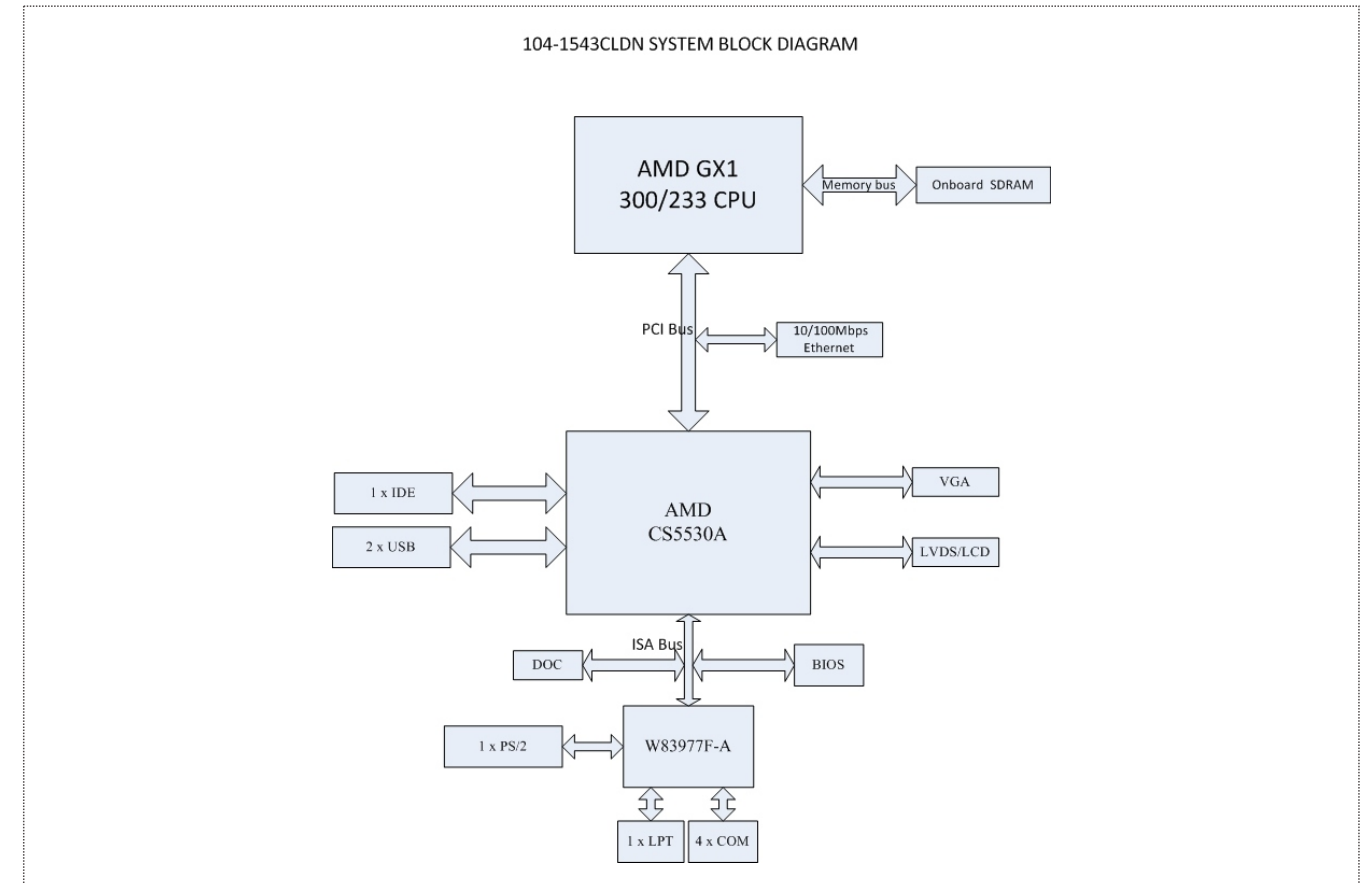 104-1543CLDN SYSTEM BLOCK DIAGRAM
AMD GX1
300/233 CPU
Memory bus
Onboard SDRAM
PCI Bus
10/100Mbps
Ethernet
1 x IDE
2 x USB
AMD
CS5530A
VGA
LVDS/LCD
ISA Bus
DOC
BIOS
1 x PS/2
W83977F-A
1 x LPT
4 x COM